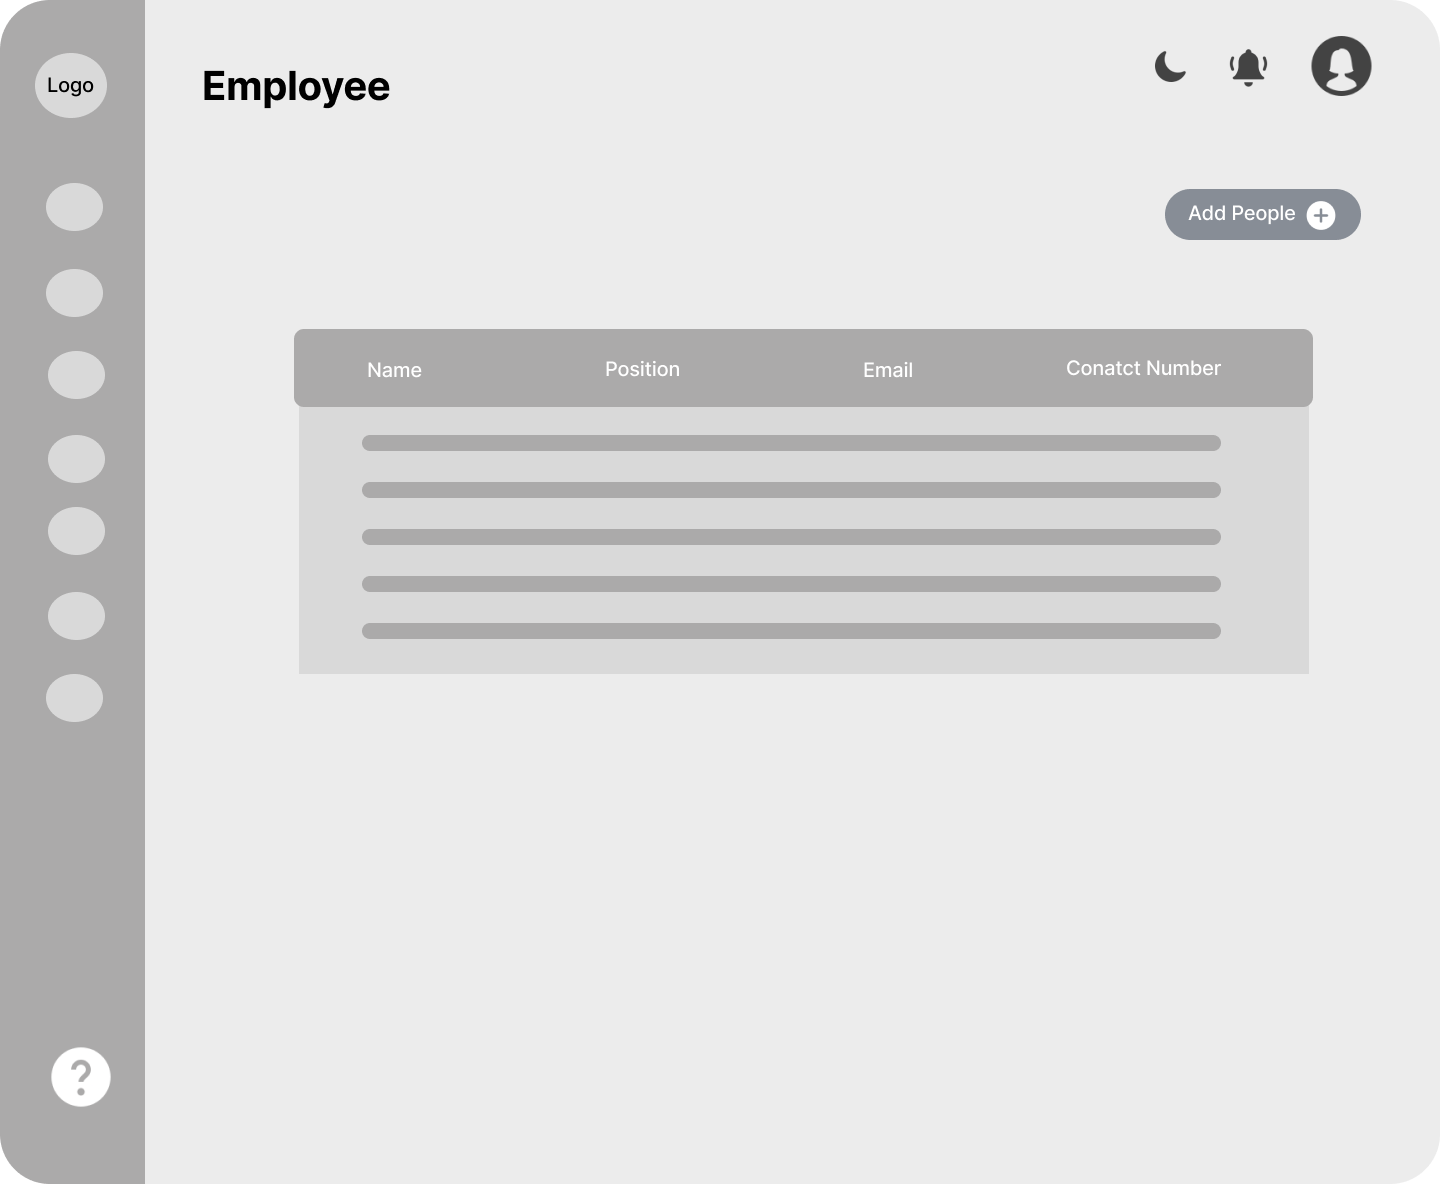 Logo
Employee
Add People
Name Position Email Conatct Number
?